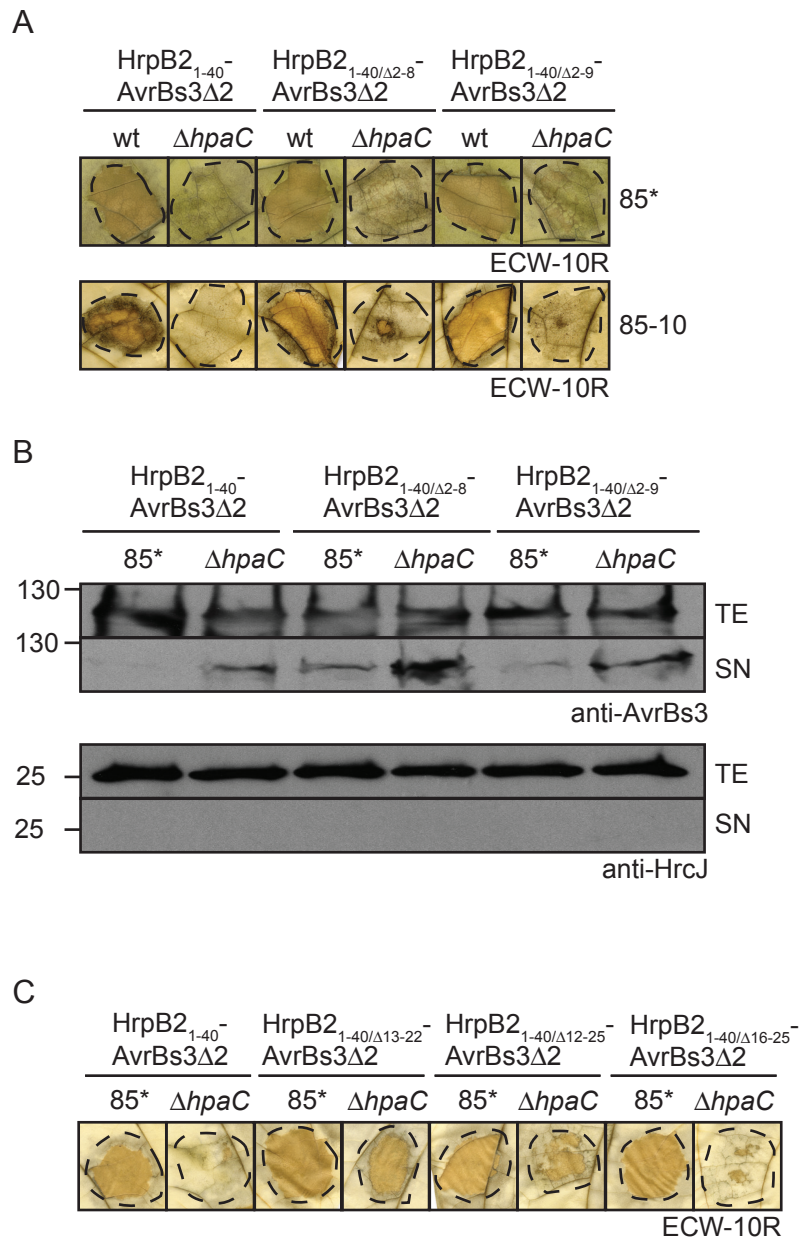 A
HrpB2₁₋₄₀- HrpB2₁₋₄₀/Δ2-8- HrpB2₁₋₄₀/Δ2-9-
AvrBs3Δ2 AvrBs3Δ2 AvrBs3Δ2
wt ΔhpaC wt ΔhpaC wt ΔhpaC
85*
ECW-10R
85-10
ECW-10R
B
HrpB2₁₋₄₀- HrpB2₁₋₄₀/Δ2-8- HrpB2₁₋₄₀/Δ2-9-
AvrBs3Δ2 AvrBs3Δ2 AvrBs3Δ2
85* ΔhpaC 85* ΔhpaC 85* ΔhpaC
130 TE
130 SN
anti-AvrBs3
25 TE
25 SN
anti-HrcJ
C
HrpB2₁₋₄₀- HrpB2₁₋₄₀/Δ13-22- HrpB2₁₋₄₀/Δ12-25- HrpB2₁₋₄₀/Δ16-25-
AvrBs3Δ2 AvrBs3Δ2 AvrBs3Δ2 AvrBs3Δ2
85* ΔhpaC 85* ΔhpaC 85* ΔhpaC 85* ΔhpaC
ECW-10R